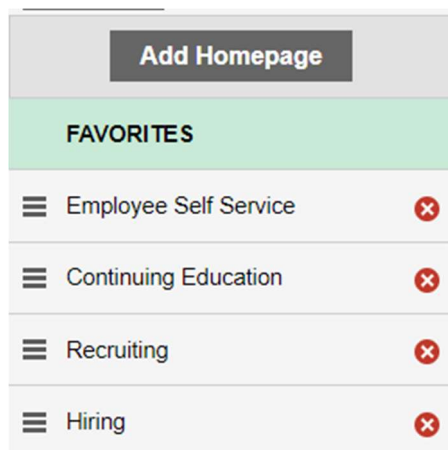 Add Homepage
FAVORITES
Employee Self Service
Continuing Education
Recruiting
Hiring